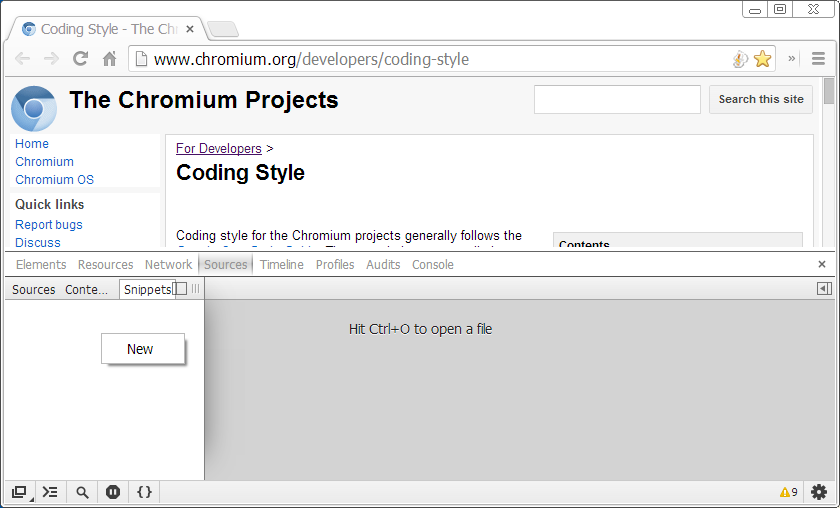 Coding Style - The Ch
www.chromium.org/developers/coding-style
»
The Chromium Projects
Search this site
Home
Chromium
Chromium OS
Quick links
Report bugs
Discuss
For Developers >
Coding Style
Coding style for the Chromium projects generally follows the
Contents
Elements Resources Network Sources Timeline Profiles Audits Console ×
Sources Conte... Snippets
New
Hit Ctrl+O to open a file
{ } 9